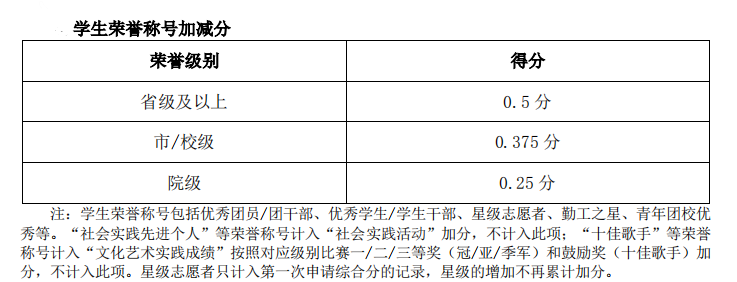 学生荣誉称号加减分
荣誉级别 得分
省级及以上 0.5 分
市/校级 0.375 分
院级 0.25 分
注：学生荣誉称号包括优秀团员/团干部、优秀学生/学生干部、星级志愿者、勤工之星、青年团校优
秀等。“社会实践先进个人”等荣誉称号计入“社会实践活动”加分，不计入此项；“十佳歌手”等荣誉
称号计入“文化艺术实践成绩”按照对应级别比赛一/二/三等奖（冠/亚/季军）和鼓励奖（十佳歌手）加
分，不计入此项。星级志愿者只计入第一次申请综合分的记录，星级的增加不再累计加分。